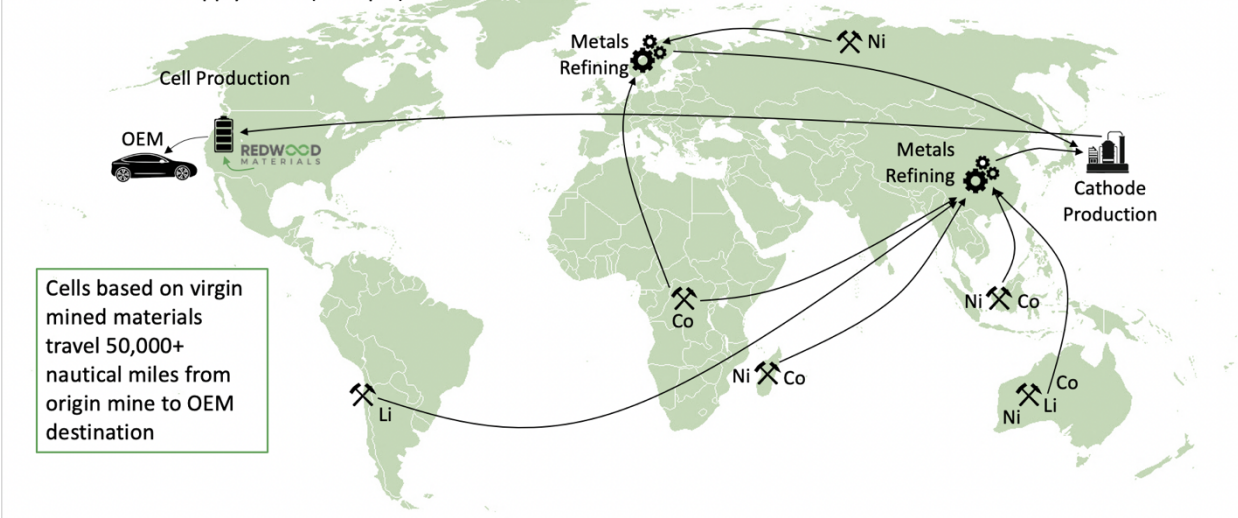 Metals
Refining
Ni
Cell Production
OEM
REDWOOD
MATERIALS
Metals
Refining
Cathode
Production
Cells based on virgin
mined materials
travel 50,000+
nautical miles from
origin mine to OEM
destination
Co
Ni Co
Ni Co
Li
Co
Ni Li